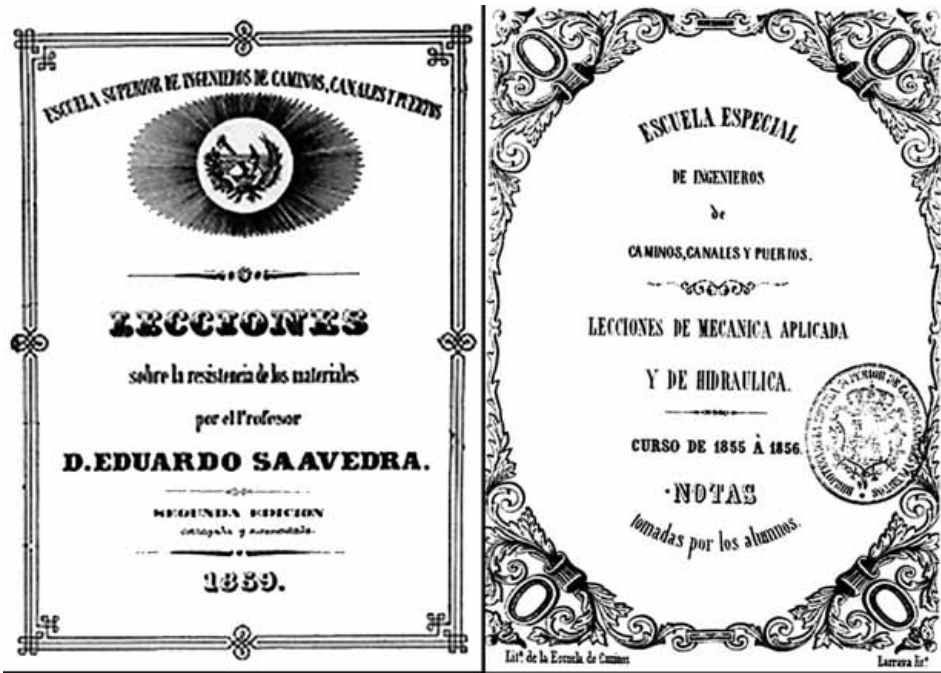 ESCUELA SUPERIOR DE INGENIEROS DE CAMINOS, CANALES Y PUERTOS
LECCIONES
sobre la resistencia de los materiales
por el Profesor
D. EDUARDO SAAVEDRA.
SEGUNDA EDICION
corregida y aumentada.
1859.
ESCUELA ESPECIAL
DE INGENIEROS
de
CAMINOS, CANALES Y PUERTOS.
LECCIONES DE MECANICA APLICADA
Y DE HIDRAULICA.
CURSO DE 1855 À 1856.
NOTAS
tomadas por los alumnos.
Litª. de la Escuela de Caminos